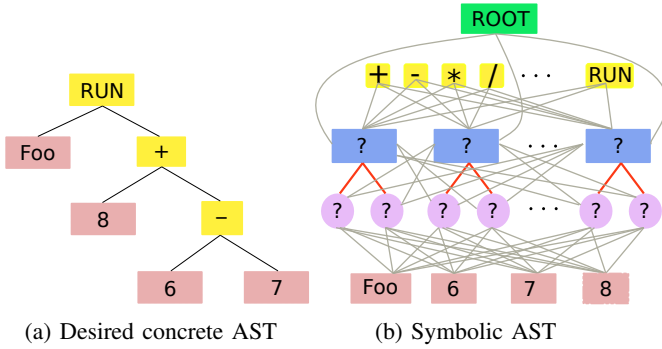 ROOT
+ - * / · · · RUN
RUN
Foo +
? ? · · · ?
8 −
? ? ? ? · · · ? ?
6 7
Foo 6 7 8
(a) Desired concrete AST
(b) Symbolic AST